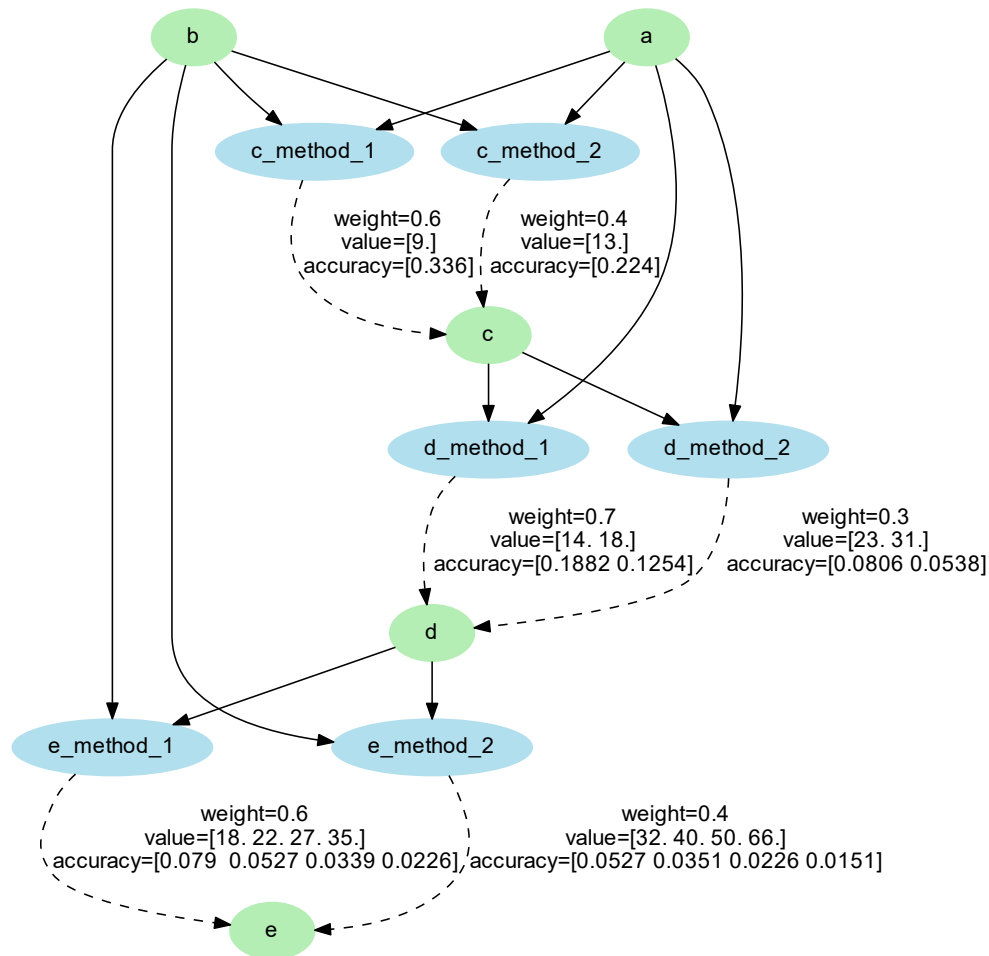 b
a
c_method_1
c_method_2
weight=0.6
value=[9.]
accuracy=[0.336]
weight=0.4
value=[13.]
accuracy=[0.224]
c
d_method_1
d_method_2
weight=0.7
value=[14. 18.]
accuracy=[0.1882 0.1254]
weight=0.3
value=[23. 31.]
accuracy=[0.0806 0.0538]
d
e_method_1
e_method_2
weight=0.6
value=[18. 22. 27. 35.]
accuracy=[0.079  0.0527 0.0339 0.0226]
weight=0.4
value=[32. 40. 50. 66.]
accuracy=[0.0527 0.0351 0.0226 0.0151]
e